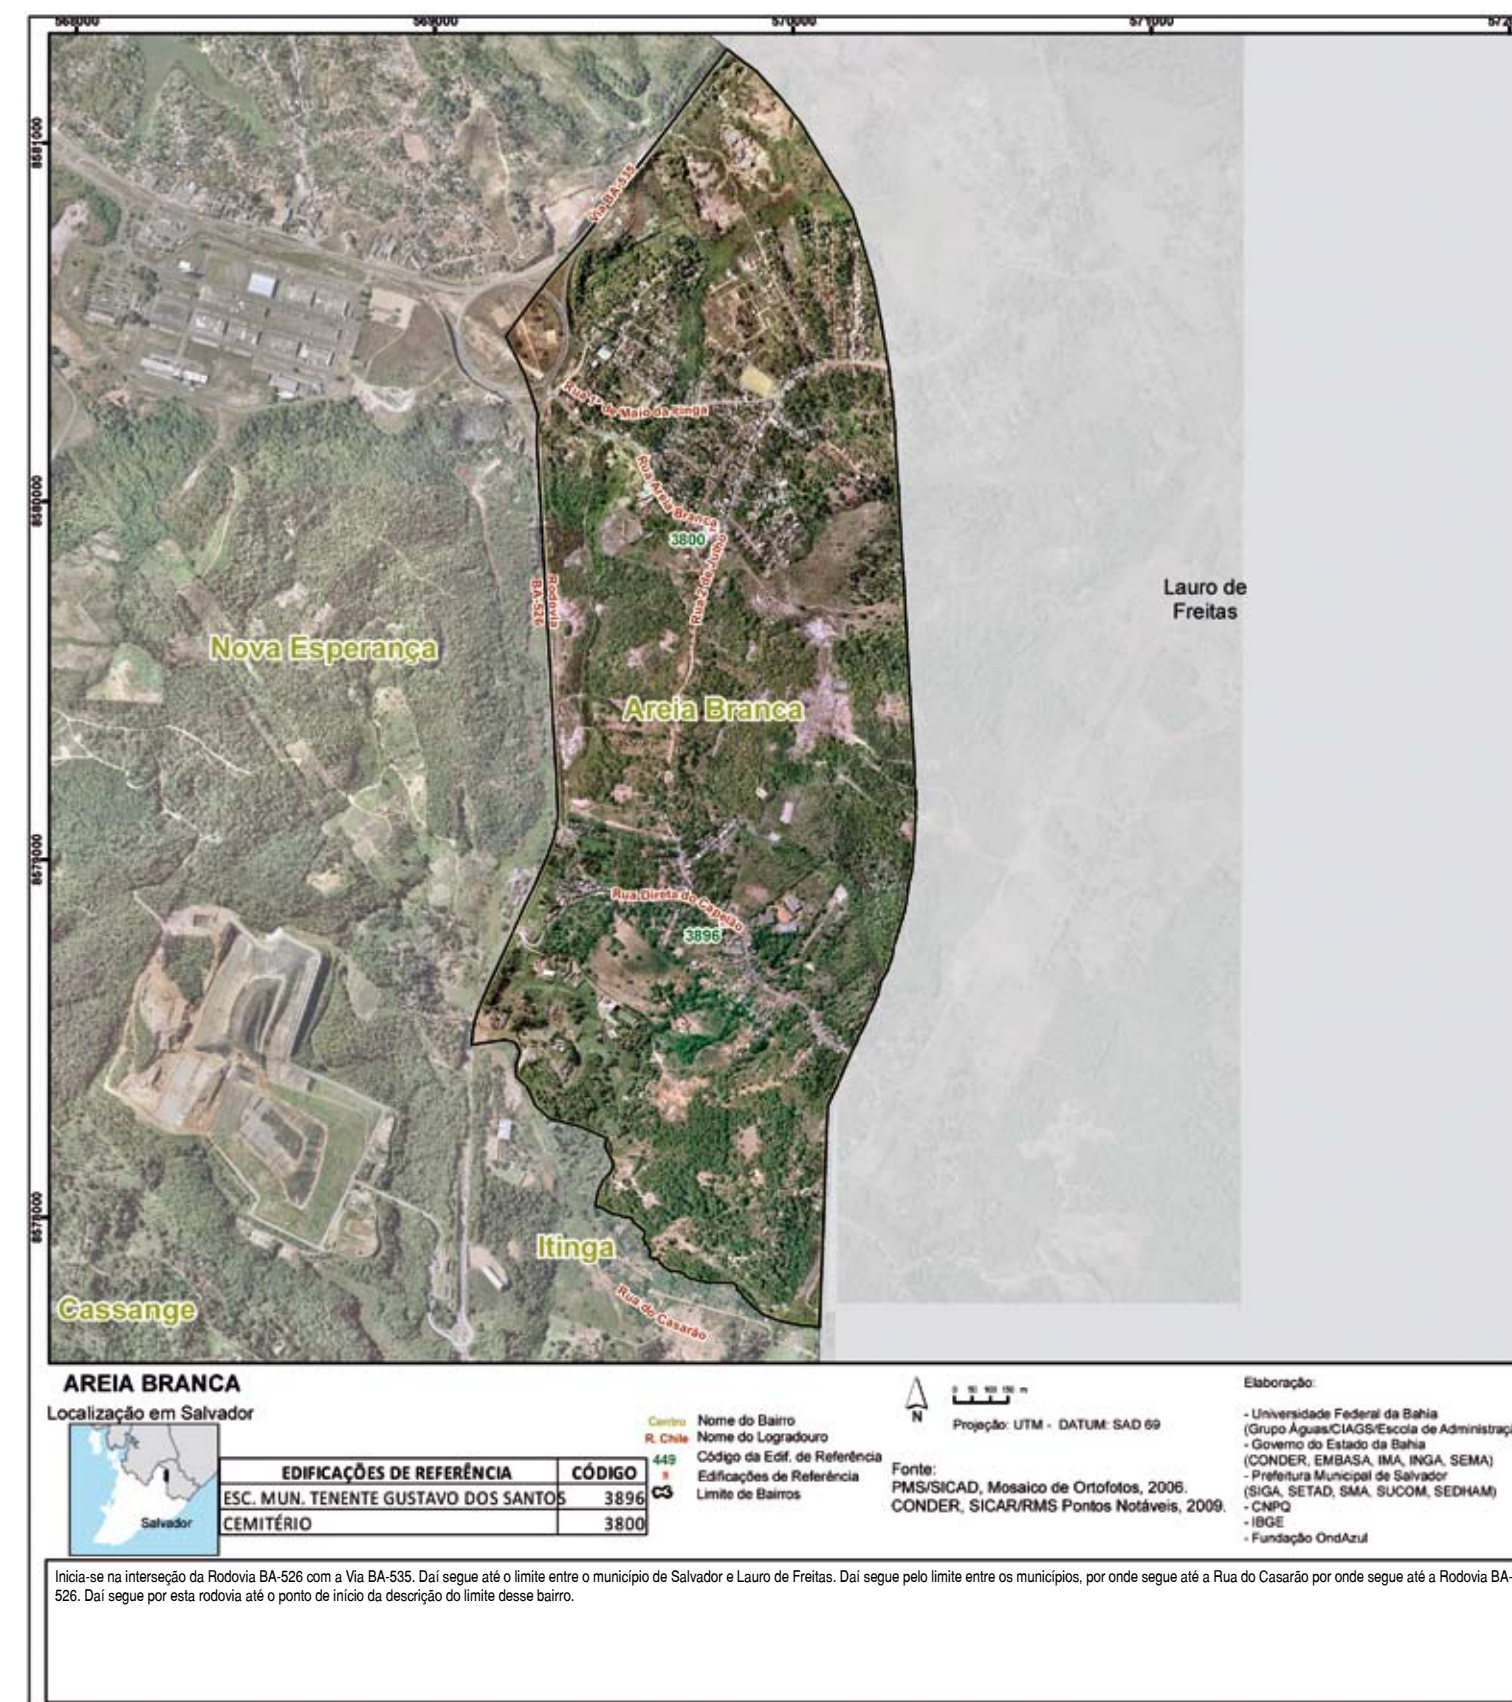 568000 569000 570000 571000
8581000
Via BA-535
Rua 1º de Maio da Itinga
8580000
Rua Areia Branca
3800
Rua 2 de Julho
Rodovia
BA-526
Lauro de
Freitas
Nova Esperança
Areia Branca
8579000
Rua Direta do Capelão
3896
8578000
Itinga
Rua do Casarão
Cassange
AREIA BRANCA
Localização em Salvador
Salvador
EDIFICAÇÕES DE REFERÊNCIA CÓDIGO
ESC. MUN. TENENTE GUSTAVO DOS SANTOS 3896
CEMITÉRIO 3800
Centro Nome do Bairro
R. Chile Nome do Logradouro
449 Código da Edif. de Referência
Edificações de Referência
Limite de Bairros
N
0 50 100 150 m
Projeção: UTM - DATUM: SAD 69
Fonte:
PMS/SICAD, Mosaico de Ortofotos, 2006.
CONDER, SICAR/RMS Pontos Notáveis, 2009.
Elaboração:
- Universidade Federal da Bahia
(Grupo Águas/CIAGS/Escola de Administraçã
- Governo do Estado da Bahia
(CONDER, EMBASA, IMA, INGA, SEMA)
- Prefeitura Municipal de Salvador
(SIGA, SETAD, SMA, SUCOM, SEDHAM)
- CNPQ
- IBGE
- Fundação OndAzul
Inicia-se na interseção da Rodovia BA-526 com a Via BA-535. Daí segue até o limite entre o município de Salvador e Lauro de Freitas. Daí segue pelo limite entre os municípios, por onde segue até a Rua do Casarão por onde segue até a Rodovia BA-
526. Daí segue por esta rodovia até o ponto de início da descrição do limite desse bairro.